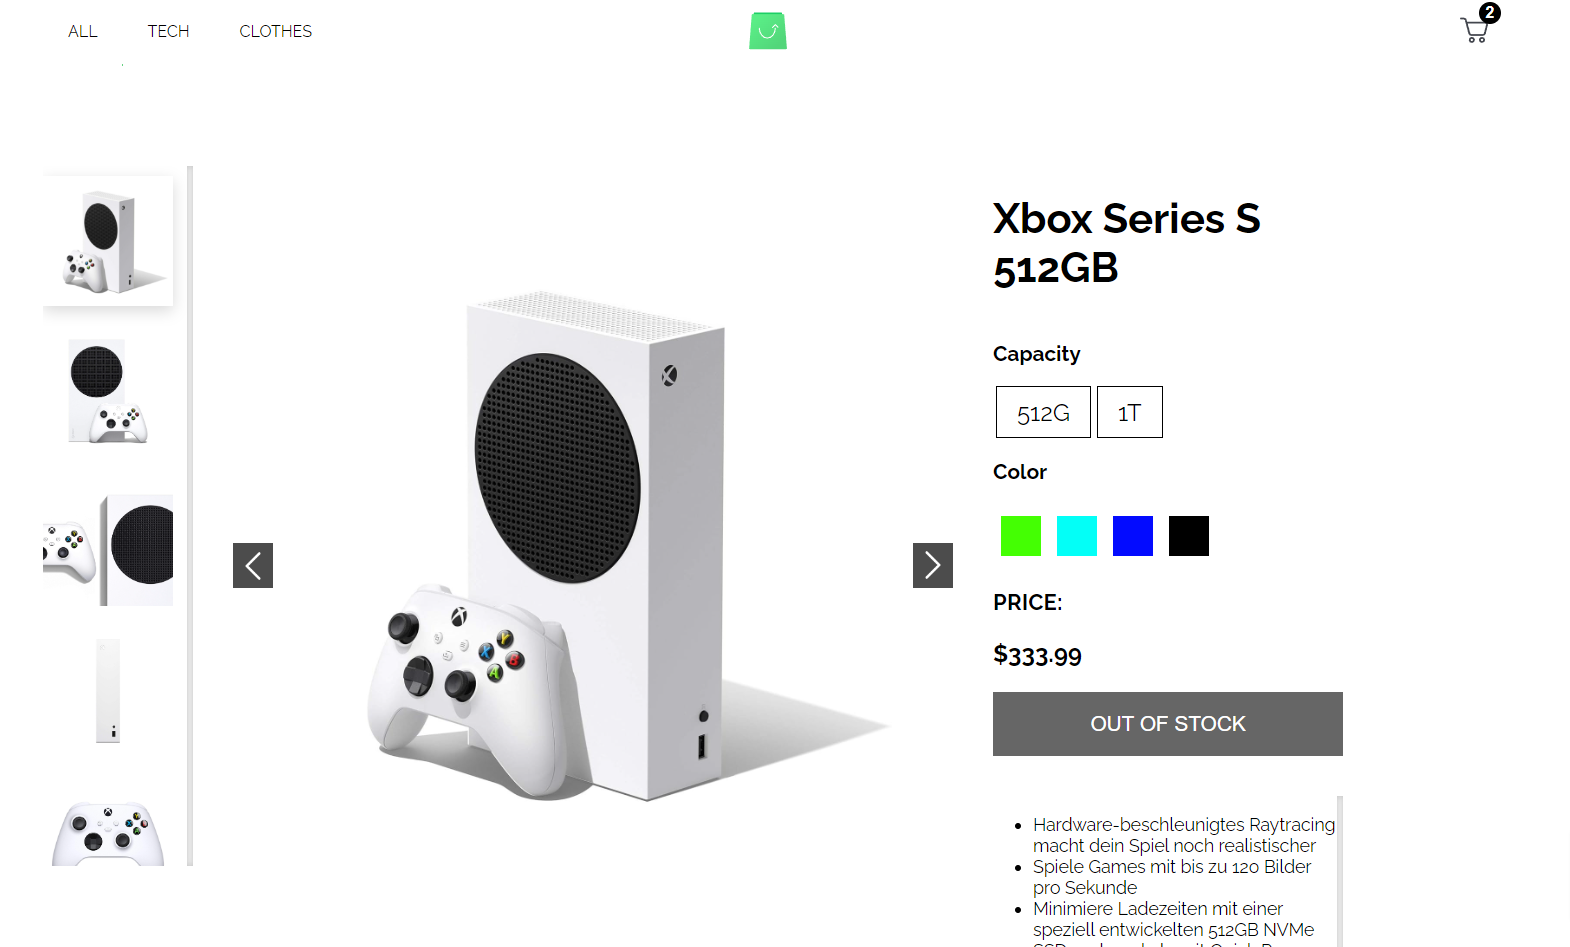 ALL
TECH
CLOTHES
2
Xbox Series S
512GB
Capacity
512G
1T
Color
Y
X
B
A
PRICE:
$333.99
OUT OF STOCK
Hardware-beschleunigtes Raytracing
macht dein Spiel noch realistischer
Spiele Games mit bis zu 120 Bilder
pro Sekunde
Minimiere Ladezeiten mit einer
speziell entwickelten 512GB NVMe